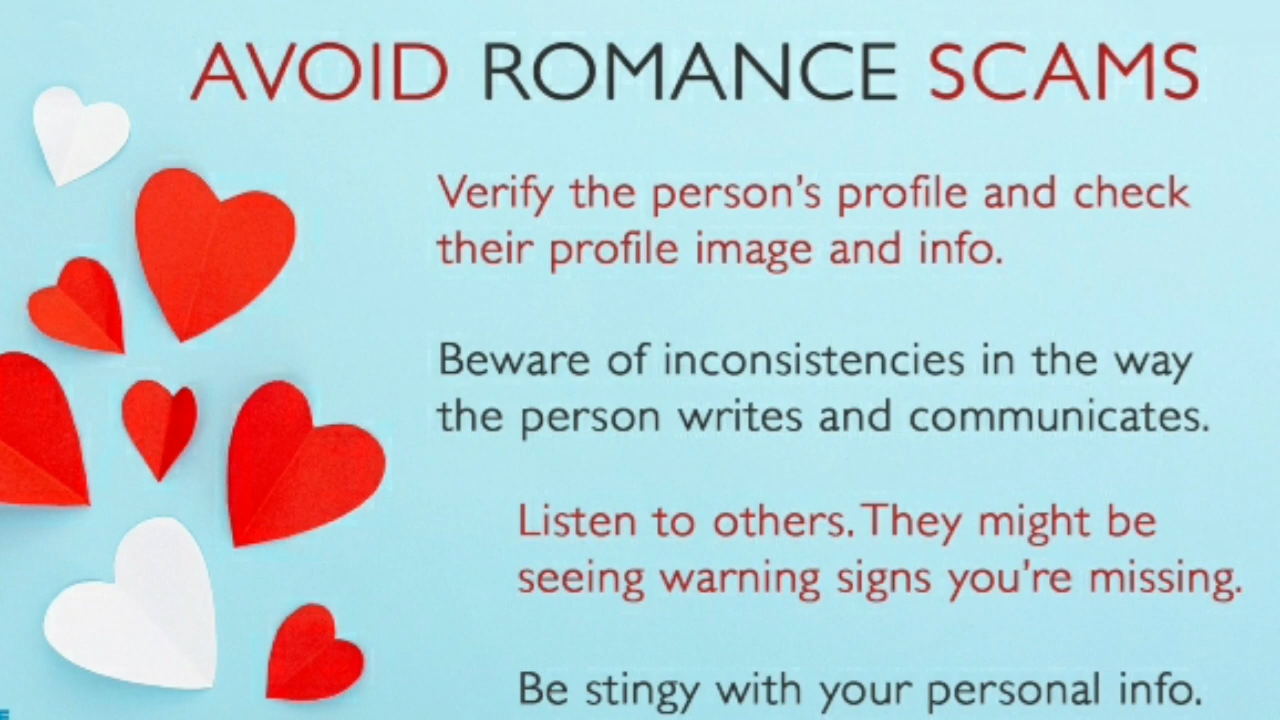 AVOID ROMANCE SCAMS
Verify the person's profile and check
their profile image and info.
Beware of inconsistencies in the way
the person writes and communicates.
Listen to others. They might be
seeing warning signs you're missing.
Be stingy with your personal info.